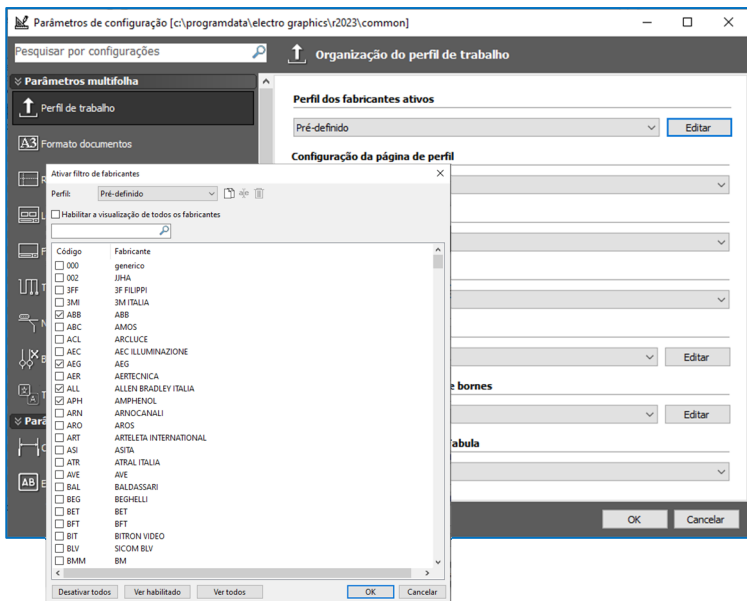 Parâmetros de configuração [c:\programdata\electro graphics\r2023\common]
Pesquisar por configurações
Organização do perfil de trabalho
Parâmetros multifolha
Perfil de trabalho
A3 Formato documentos
Perfil dos fabricantes ativos
Pré-definido
Editar
Configuração da página de perfil
Editar
e bornes
Editar
abula
OK Cancelar
Pará
AB
Ativar filtro de fabricantes
Perfil: Pré-definido
Habilitar a visualização de todos os fabricantes
Código Fabricante
000 generico
002 JJHA
3FF 3F FILIPPI
3MI 3M ITALIA
ABB ABB
ABC AMOS
ACL ARCLUCE
AEC AEC ILLUMINAZIONE
AEG AEG
AER AERTECNICA
ALL ALLEN BRADLEY ITALIA
APH AMPHENOL
ARN ARNOCANALI
ARO AROS
ART ARTELETA INTERNATIONAL
ASI ASITA
ATR ATRAL ITALIA
AVE AVE
BAL BALDASSARI
BEG BEGHELLI
BET BET
BFT BFT
BIT BITRON VIDEO
BLV SICOM BLV
BMM BM
Desativar todos Ver habilitado Ver todos OK Cancelar